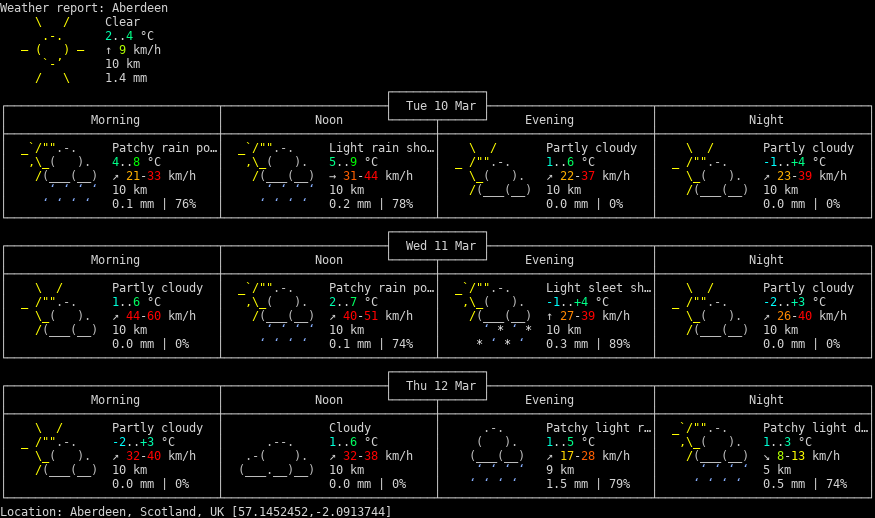 Weather report: Aberdeen
Clear
2..4 °C
↑ 9 km/h
10 km
1.4 mm
Tue 10 Mar
Morning Noon Evening Night
Patchy rain po… Light rain sho… Partly cloudy Partly cloudy
4..8 °C 5..9 °C 1..6 °C -1..+4 °C
↗ 21-33 km/h → 31-44 km/h ↗ 22-37 km/h ↗ 23-39 km/h
10 km 10 km 10 km 10 km
0.1 mm | 76% 0.2 mm | 78% 0.0 mm | 0% 0.0 mm | 0%
Wed 11 Mar
Morning Noon Evening Night
Partly cloudy Patchy rain po… Light sleet sh… Partly cloudy
1..6 °C 2..7 °C -1..+4 °C -2..+3 °C
↗ 44-60 km/h ↗ 40-51 km/h ↑ 27-39 km/h ↗ 26-40 km/h
10 km 10 km 10 km 10 km
0.0 mm | 0% 0.1 mm | 74% 0.3 mm | 89% 0.0 mm | 0%
Thu 12 Mar
Morning Noon Evening Night
Partly cloudy Cloudy Patchy light r… Patchy light d…
-2..+3 °C 1..6 °C 1..5 °C 1..3 °C
↗ 32-40 km/h ↗ 32-38 km/h ↗ 17-28 km/h ↘ 8-13 km/h
10 km 10 km 9 km 5 km
0.0 mm | 0% 0.0 mm | 0% 1.5 mm | 79% 0.5 mm | 74%
Location: Aberdeen, Scotland, UK [57.1452452,-2.0913744]